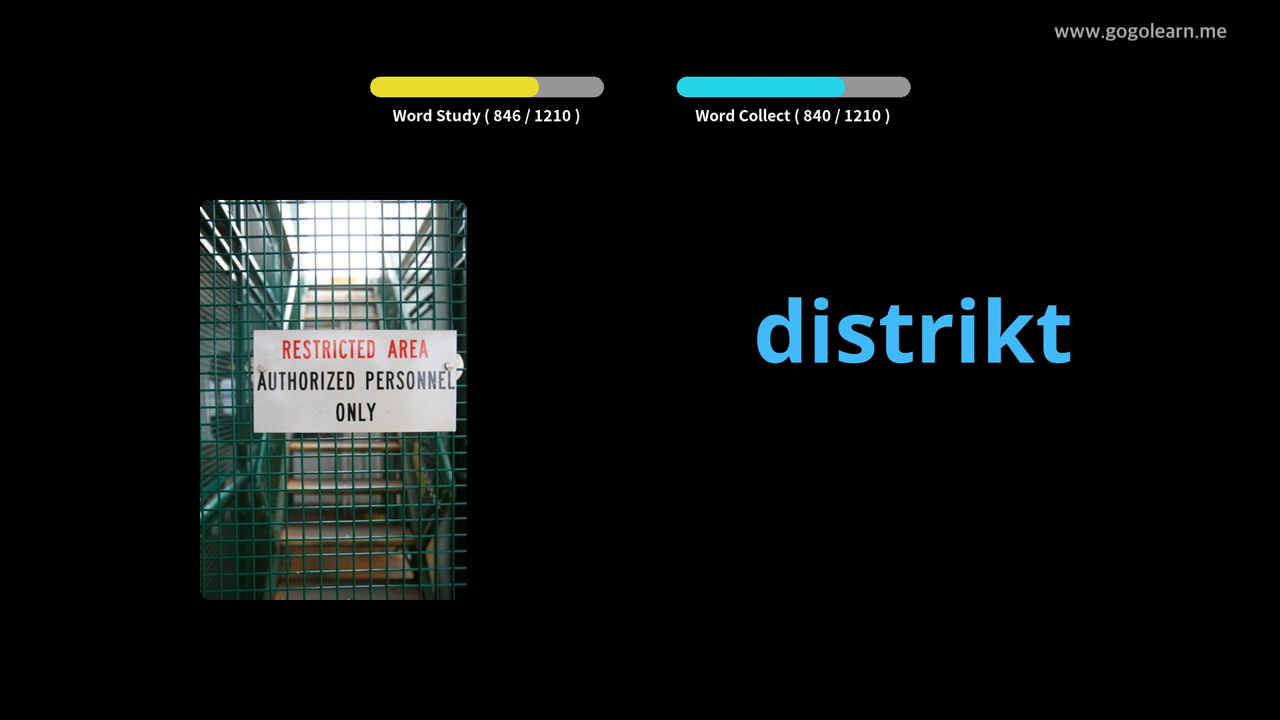 www.gogolearn.me
Word Study ( 846 / 1210 )
Word Collect ( 840 / 1210 )
RESTRICTED AREA
AUTHORIZED PERSONNEL
ONLY
distrikt